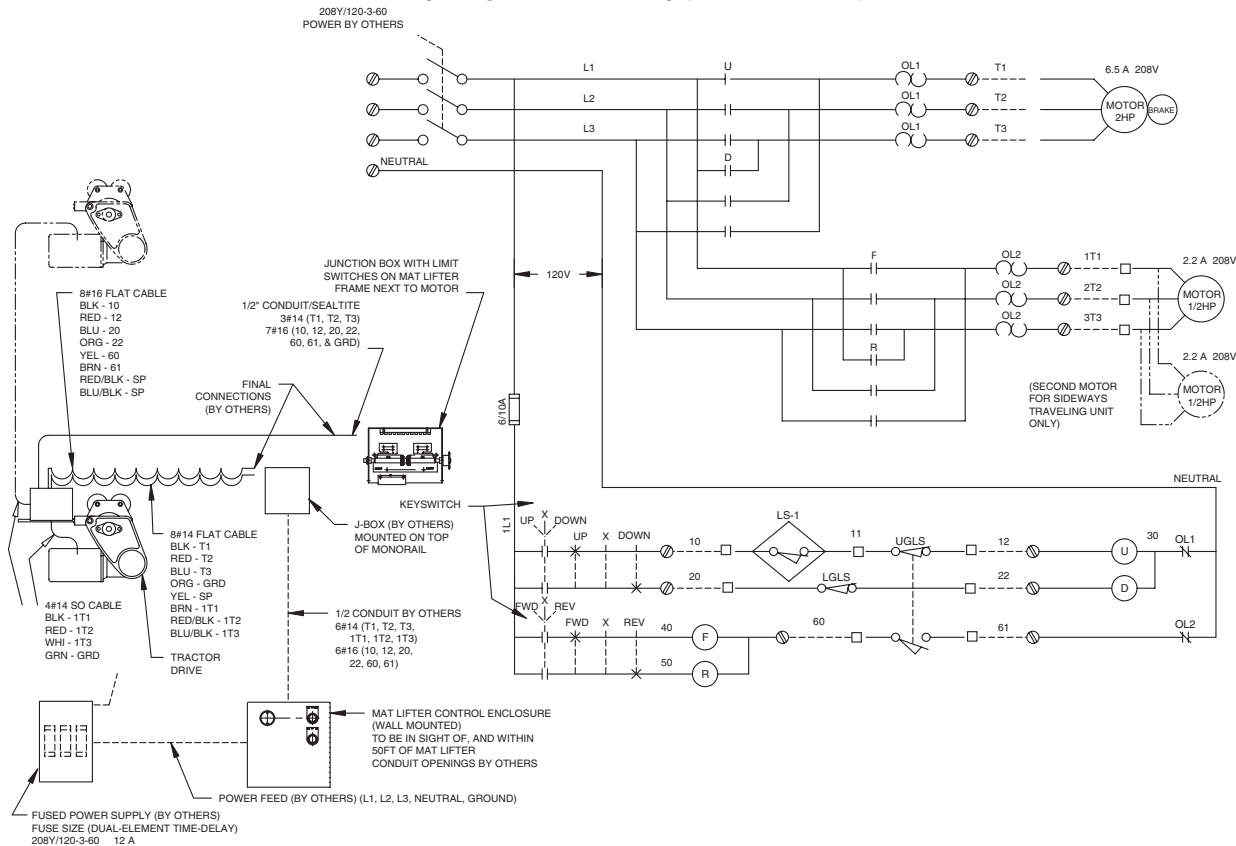 208Y/120-3-60
POWER BY OTHERS
L1
U
OL1
T1
6.5 A 208V
L2
OL1
T2
MOTOR
2HP
BRAKE
L3
OL1
T3
NEUTRAL
D
120V
F
OL2
1T1
2.2 A 208V
OL2
2T2
MOTOR
1/2HP
OL2
3T3
R
2.2 A 208V
MOTOR
1/2HP
(SECOND MOTOR
FOR SIDEWAYS
TRAVELING UNIT
ONLY)
JUNCTION BOX WITH LIMIT
SWITCHES ON MAT LIFTER
FRAME NEXT TO MOTOR
1/2" CONDUIT/SEALTITE
3#14 (T1, T2, T3)
7#16 (10, 12, 20, 22,
60, 61, & GRD)
8#16 FLAT CABLE
BLK - 10
RED - 12
BLU - 20
ORG - 22
YEL - 60
BRN - 61
RED/BLK - SP
BLU/BLK - SP
FINAL
CONNECTIONS
(BY OTHERS)
6/10A
NEUTRAL
KEYSWITCH
1L1
J-BOX (BY OTHERS)
MOUNTED ON TOP
OF MONORAIL
X
UP DOWN
UP X DOWN
10
LS-1
11
UGLS
12
U
30
OL1
20
LGLS
22
D
X
FWD REV
FWD X REV
40
F
60
61
OL2
50
R
8#14 FLAT CABLE
BLK - T1
RED - T2
BLU - T3
ORG - GRD
YEL - SP
BRN - 1T1
RED/BLK - 1T2
BLU/BLK - 1T3
4#14 SO CABLE
BLK - 1T1
RED - 1T2
WHI - 1T3
GRN - GRD
TRACTOR
DRIVE
1/2 CONDUIT BY OTHERS
6#14 (T1, T2, T3,
1T1, 1T2, 1T3)
6#16 (10, 12, 20,
22, 60, 61)
MAT LIFTER CONTROL ENCLOSURE
(WALL MOUNTED)
TO BE IN SIGHT OF, AND WITHIN
50FT OF MAT LIFTER
CONDUIT OPENINGS BY OTHERS
POWER FEED (BY OTHERS) (L1, L2, L3, NEUTRAL, GROUND)
FUSED POWER SUPPLY (BY OTHERS)
FUSE SIZE (DUAL-ELEMENT TIME-DELAY)
208Y/120-3-60 12 A